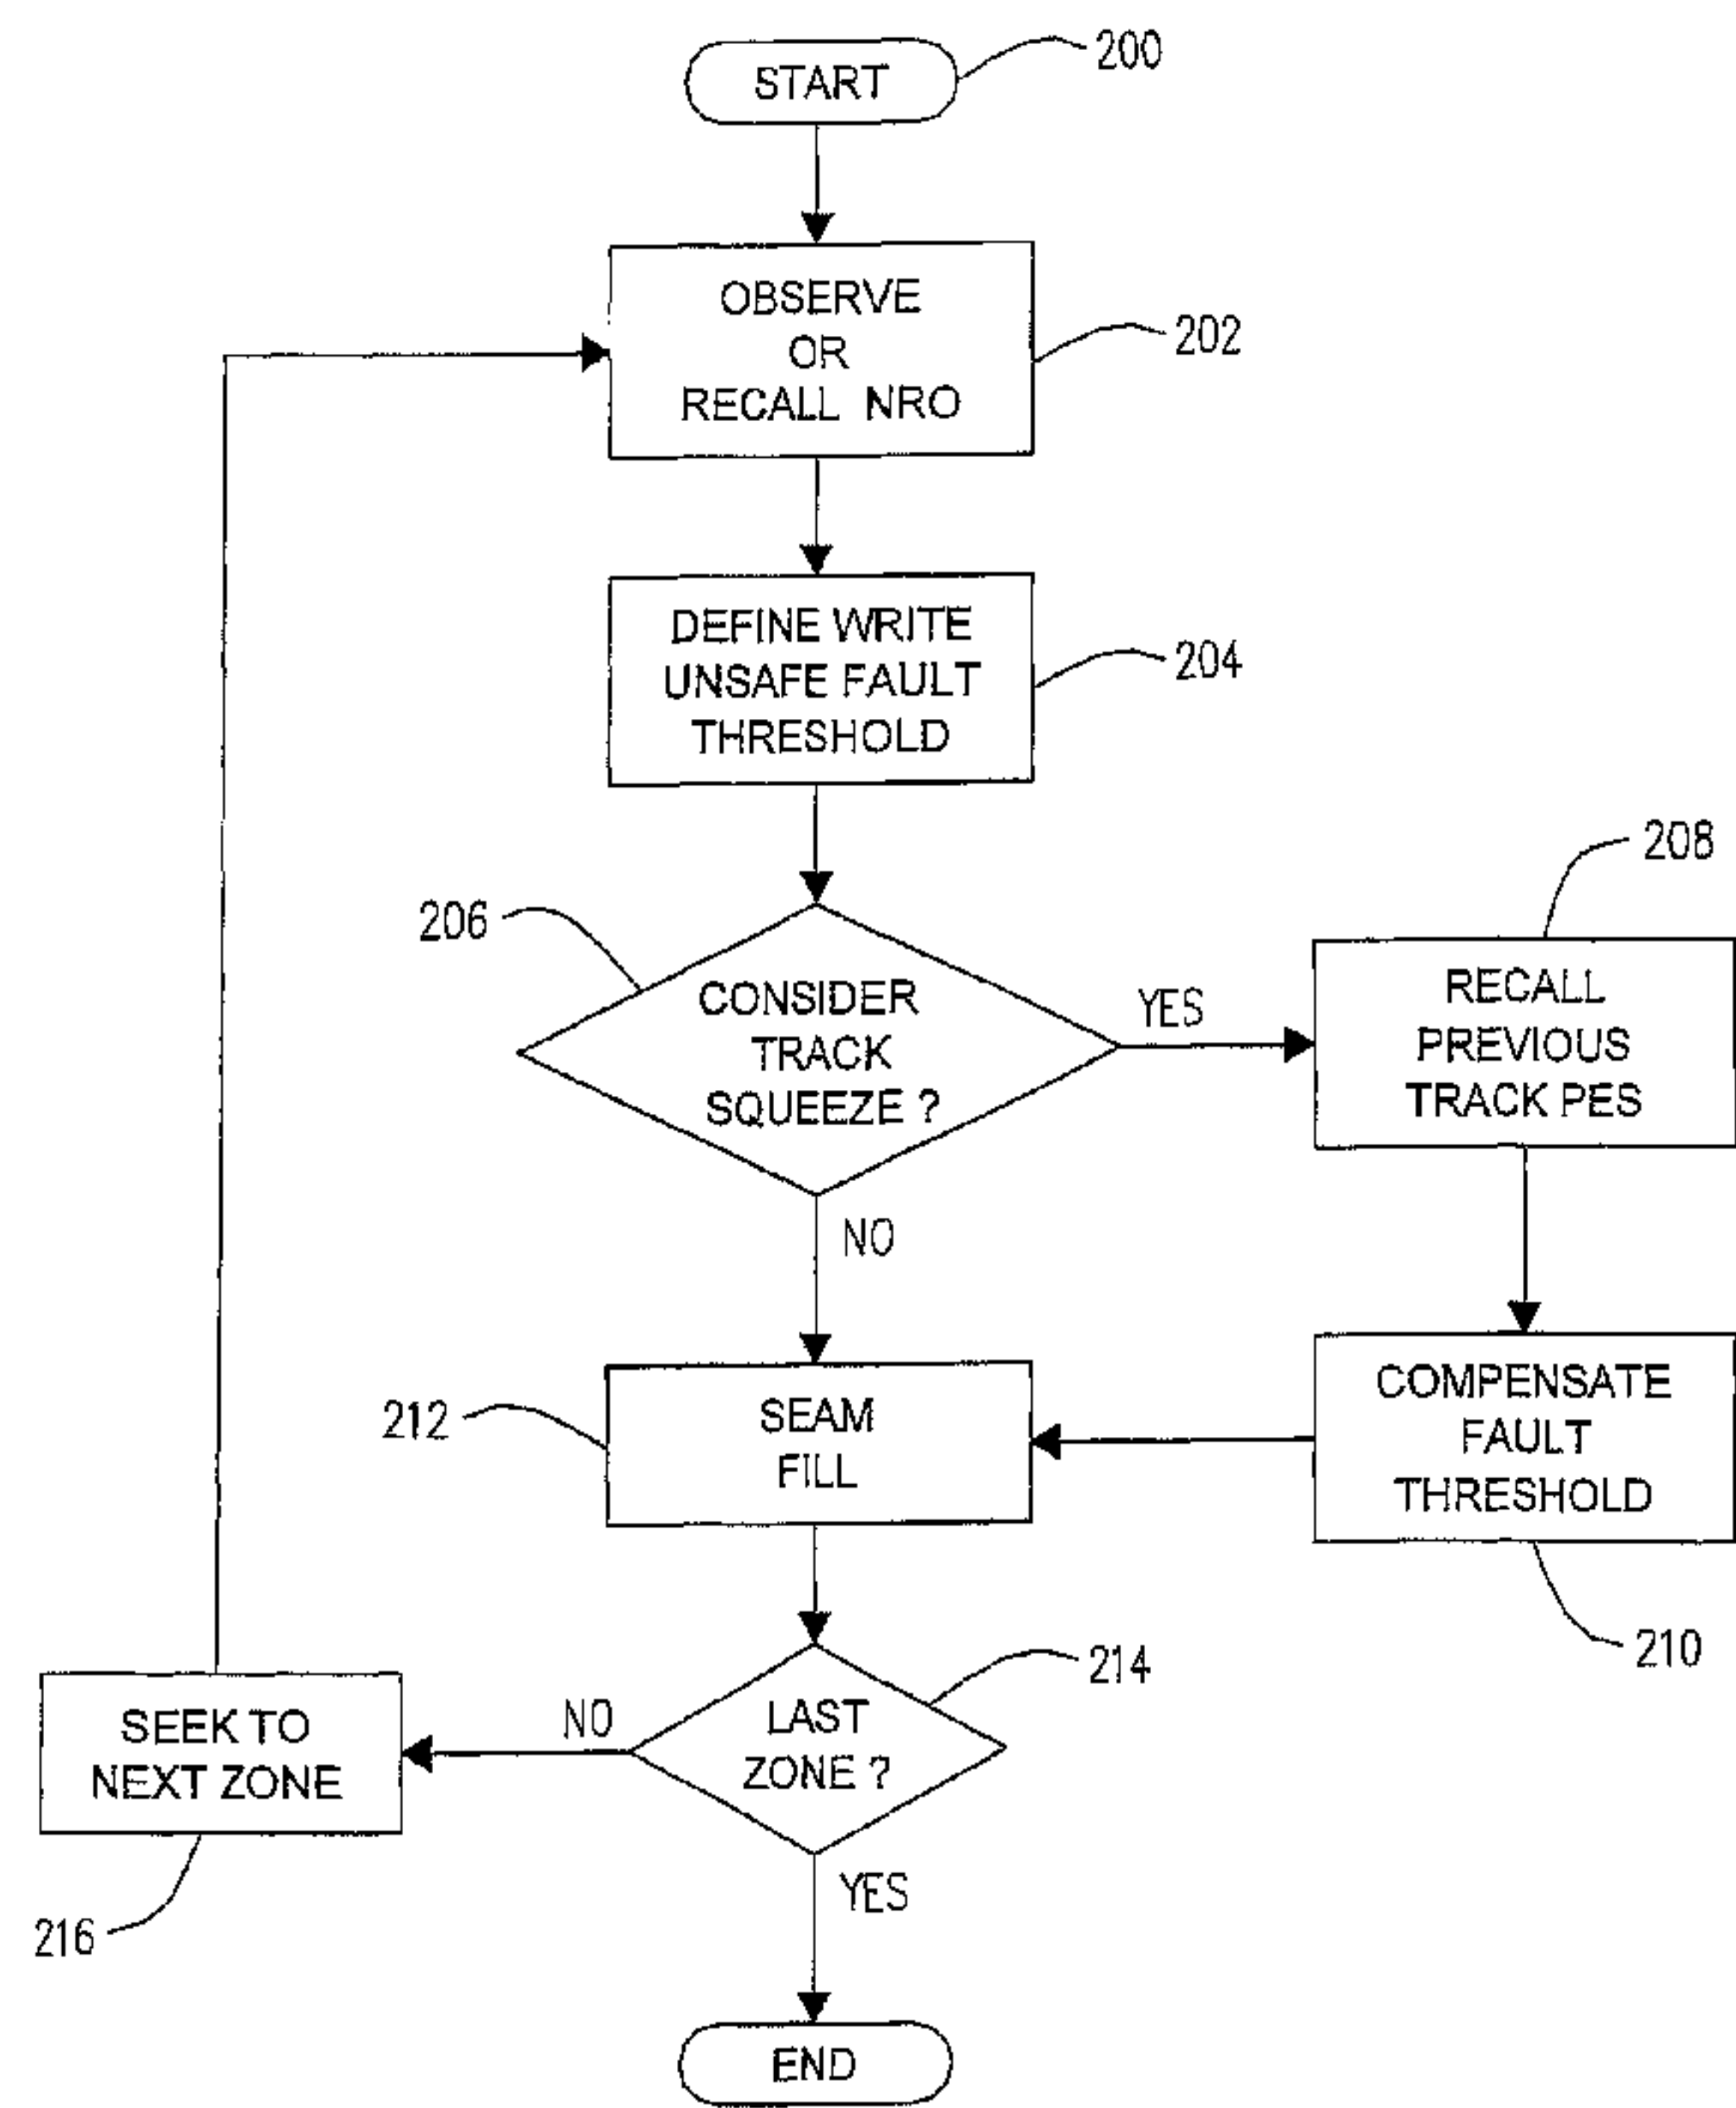 START
200
OBSERVE
OR
RECALL NRO
202
DEFINE WRITE
UNSAFE FAULT
THRESHOLD
204
206
CONSIDER
TRACK
SQUEEZE ?
YES
NO
208
RECALL
PREVIOUS
TRACK PES
COMPENSATE
FAULT
THRESHOLD
210
212
SEAM
FILL
214
LAST
ZONE ?
NO
YES
SEEK TO
NEXT ZONE
216
END